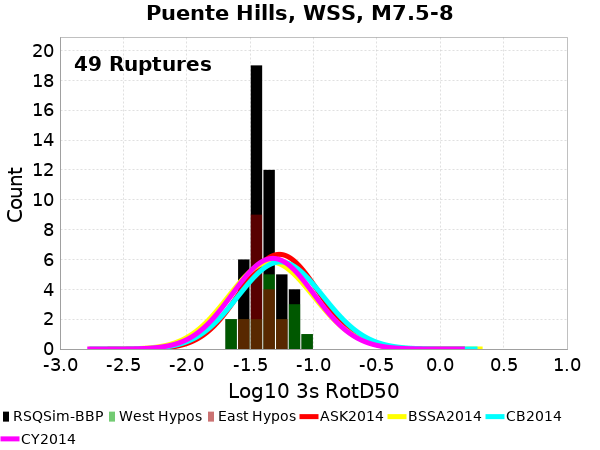 Puente Hills, WSS, M7.5-8
49 Ruptures
Count
20
18
16
14
12
10
8
6
4
2
0
-3.0 -2.5 -2.0 -1.5 -1.0 -0.5 0.0 0.5 1.0
Log10 3s RotD50
RSQSim-BBP West Hypos East Hypos ASK2014 BSSA2014 CB2014
CY2014